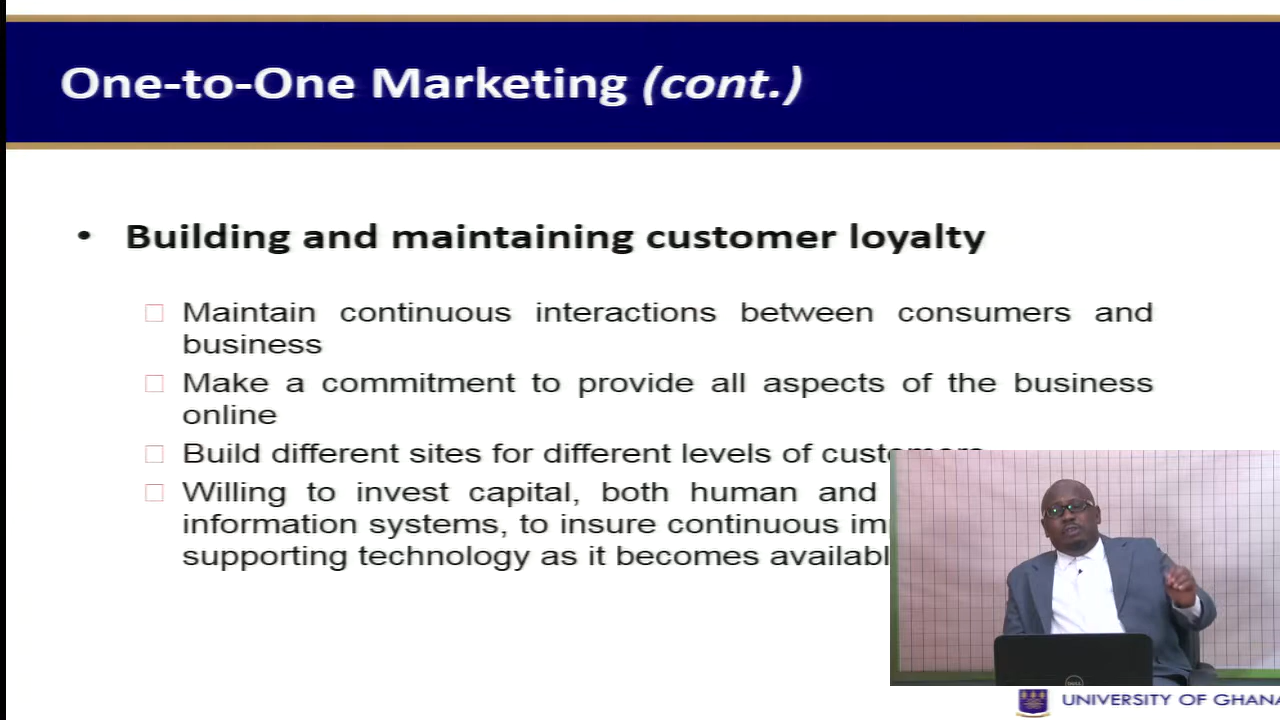 One-to-One Marketing (cont.)
• Building and maintaining customer loyalty
Maintain continuous interactions between consumers and
business
Make a commitment to provide all aspects of the business
online
Build different sites for different levels of customers
Willing to invest capital, both human and
information systems, to insure continuous
supporting technology as it becomes
DELL
UNIVERSITY OF GHANA